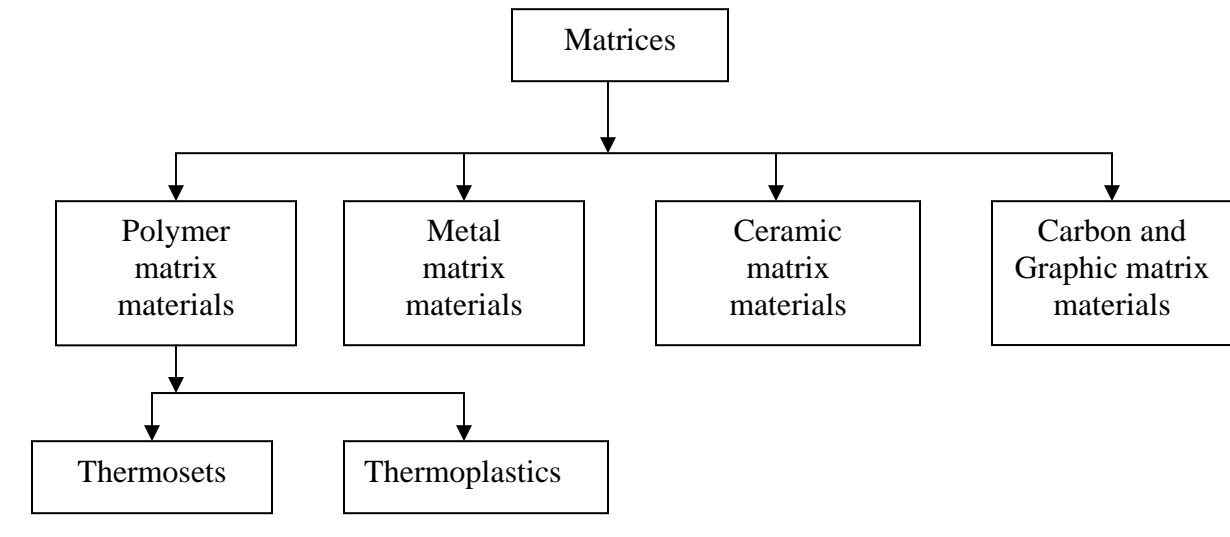 Matrices
Polymer
matrix
materials
Metal
matrix
materials
Ceramic
matrix
materials
Carbon and
Graphic matrix
materials
Thermosets
Thermoplastics